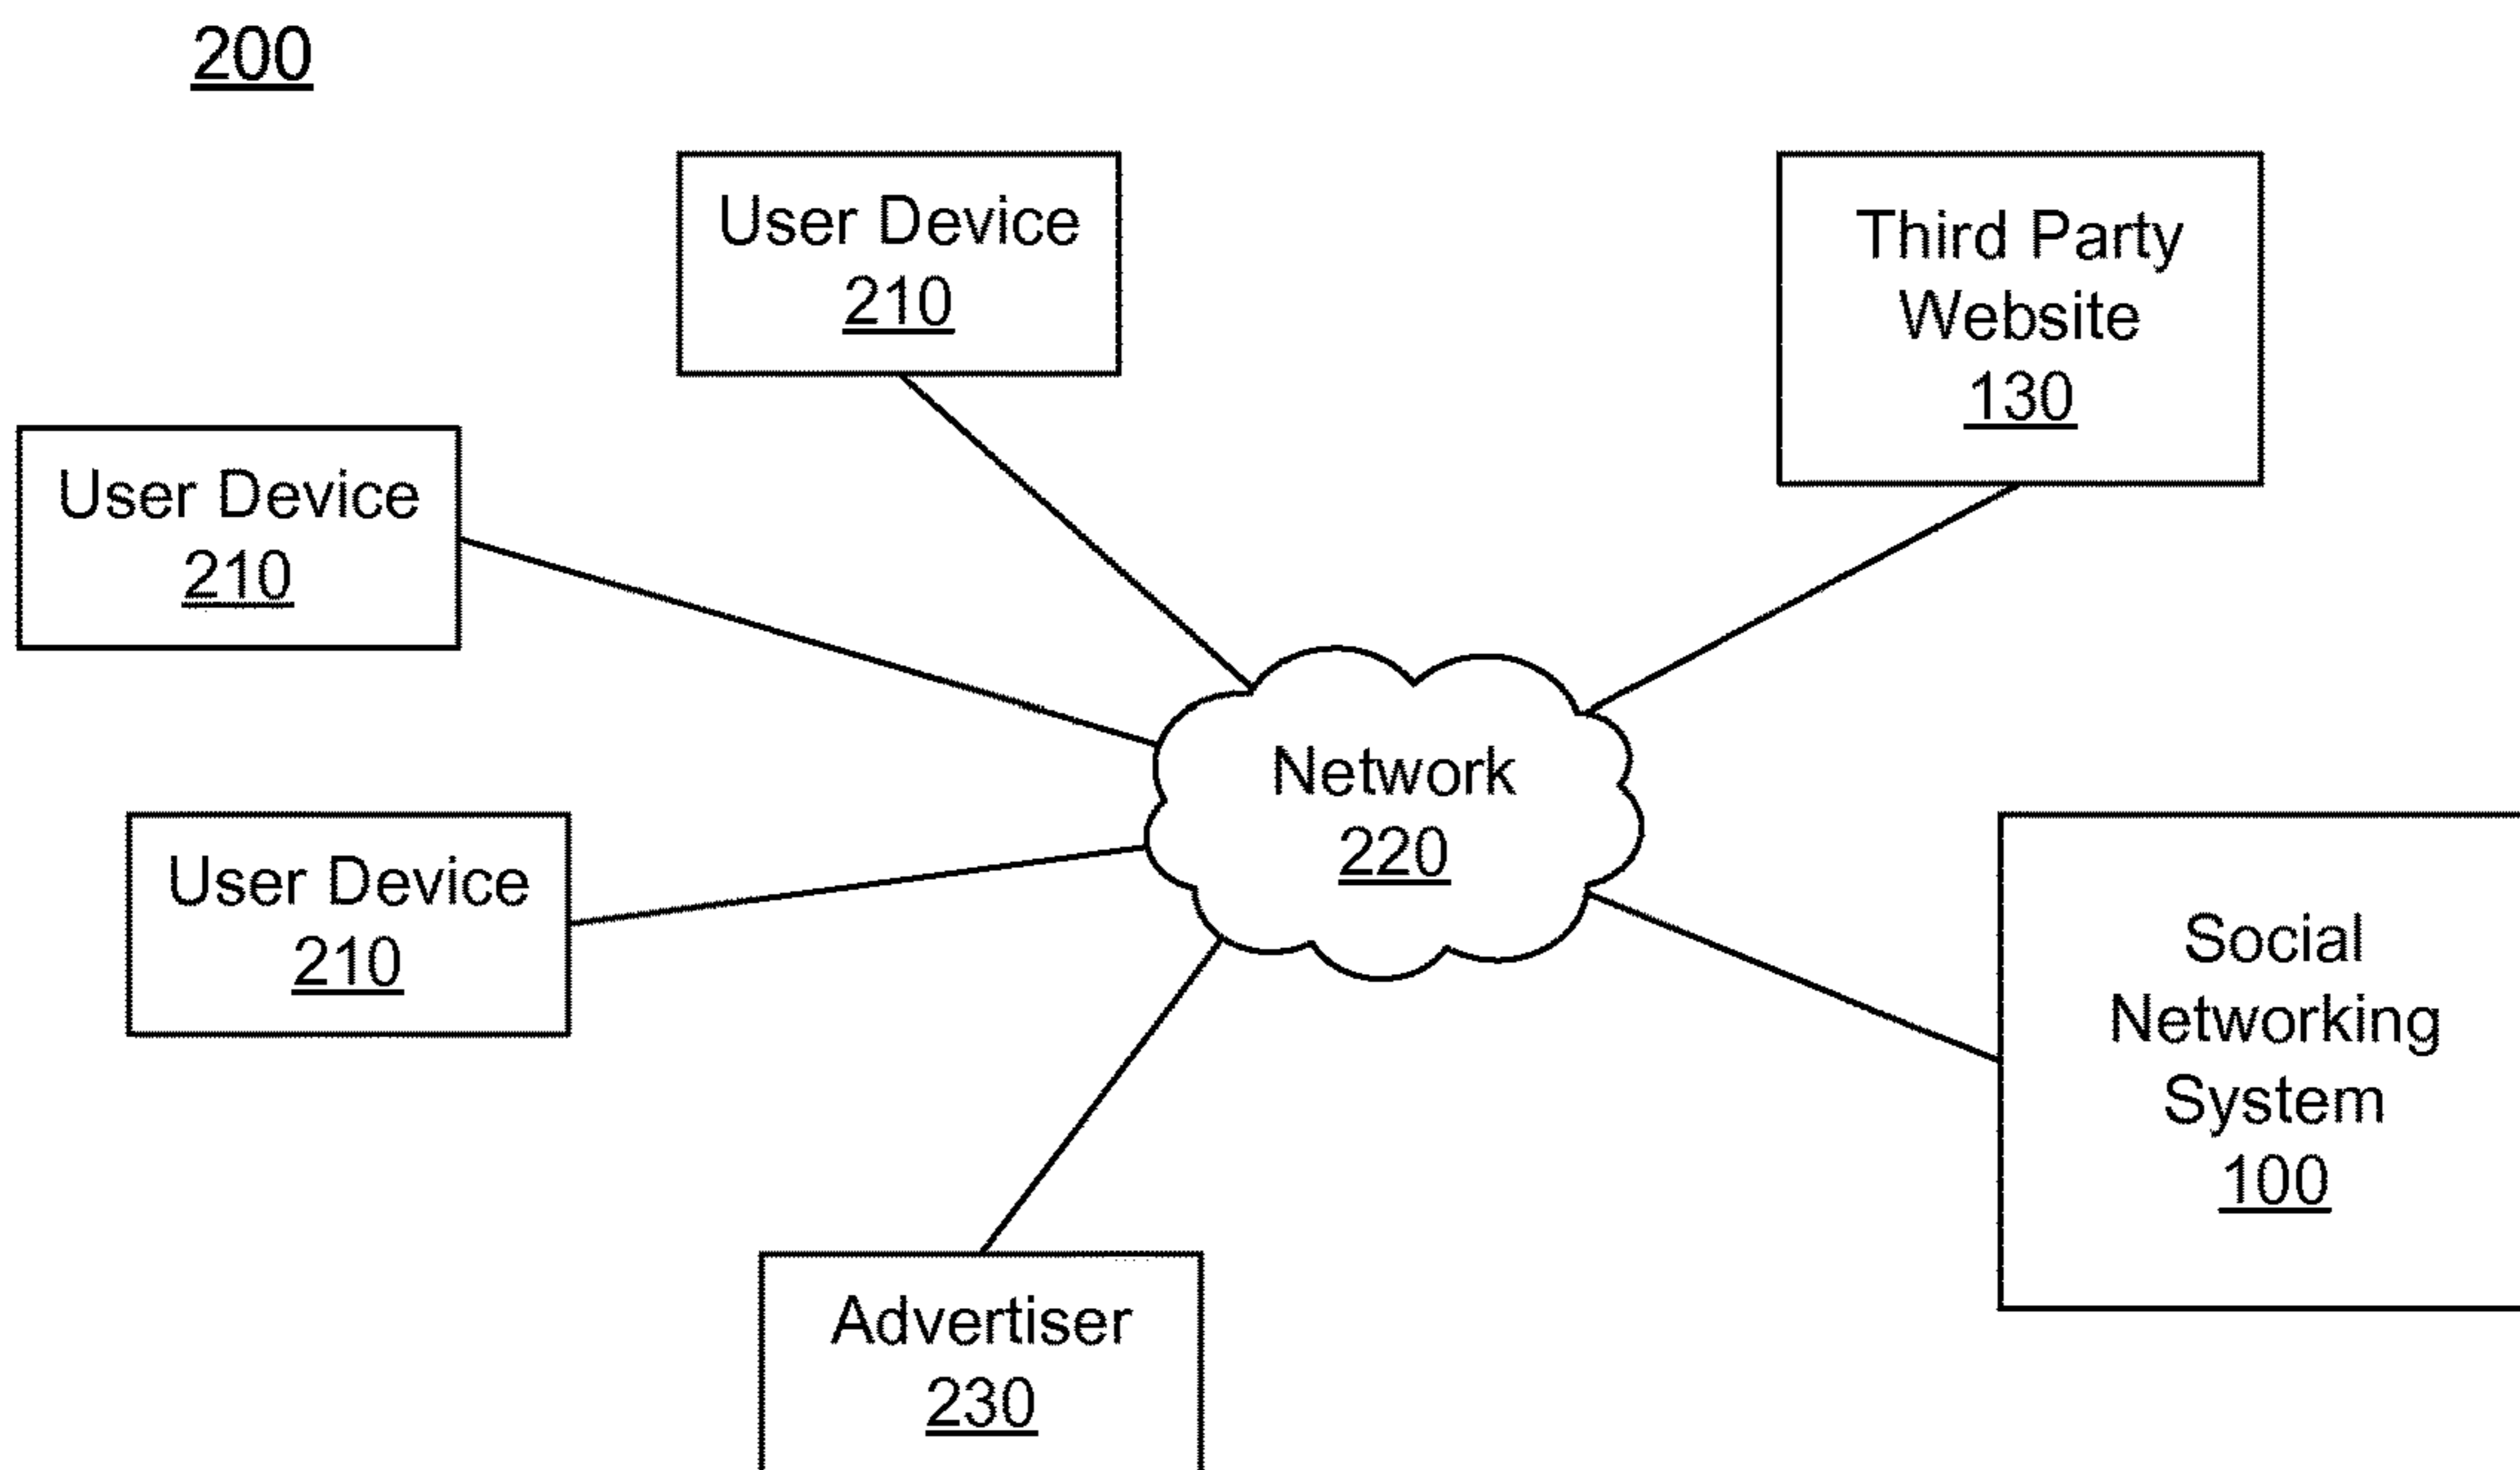 200
User Device
210
Third Party
Website
130
User Device
210
Network
220
User Device
210
Social
Networking
System
100
Advertiser
230